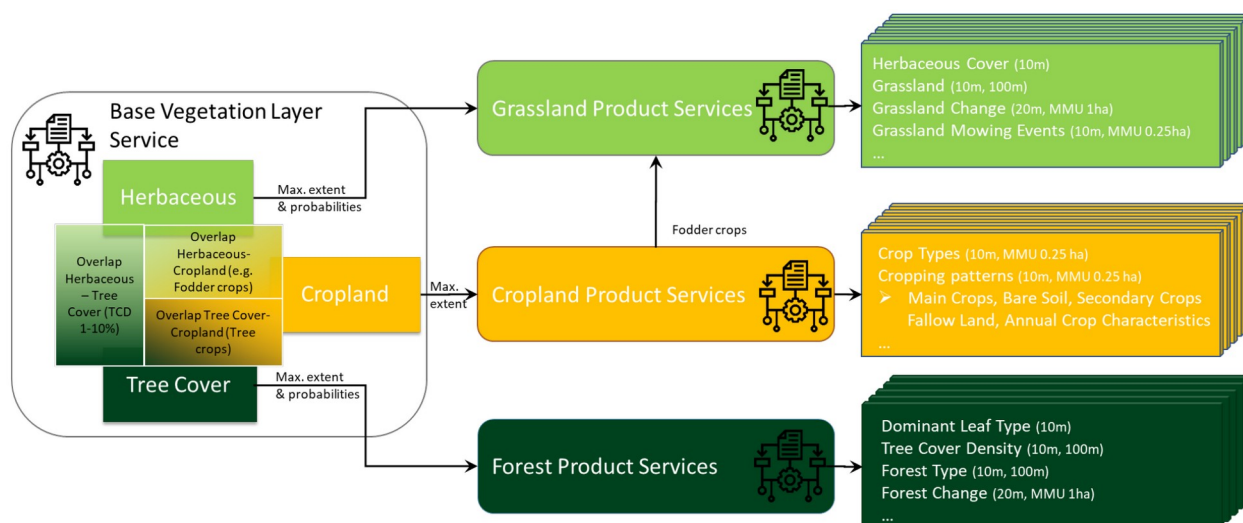 Base Vegetation Layer
Service
Herbaceous
Max. extent
& probabilities
Overlap
Herbaceous
– Tree
Cover (TCD
1-10%)
Overlap
Herbaceous-
Cropland (e.g.
Fodder crops)
Overlap Tree Cover-
Cropland (Tree
crops)
Cropland
Max.
extent
Tree Cover
Max. extent
& probabilities
Grassland Product Services
Fodder crops
Cropland Product Services
Forest Product Services
Herbaceous Cover (10m)
Grassland (10m, 100m)
Grassland Change (20m, MMU 1ha)
Grassland Mowing Events (10m, MMU 0.25ha)
...
Crop Types (10m, MMU 0.25 ha)
Cropping patterns (10m, MMU 0.25 ha)
➢ Main Crops, Bare Soil, Secondary Crops
Fallow Land, Annual Crop Characteristics
...
Dominant Leaf Type (10m)
Tree Cover Density (10m, 100m)
Forest Type (10m, 100m)
Forest Change (20m, MMU 1ha)
...